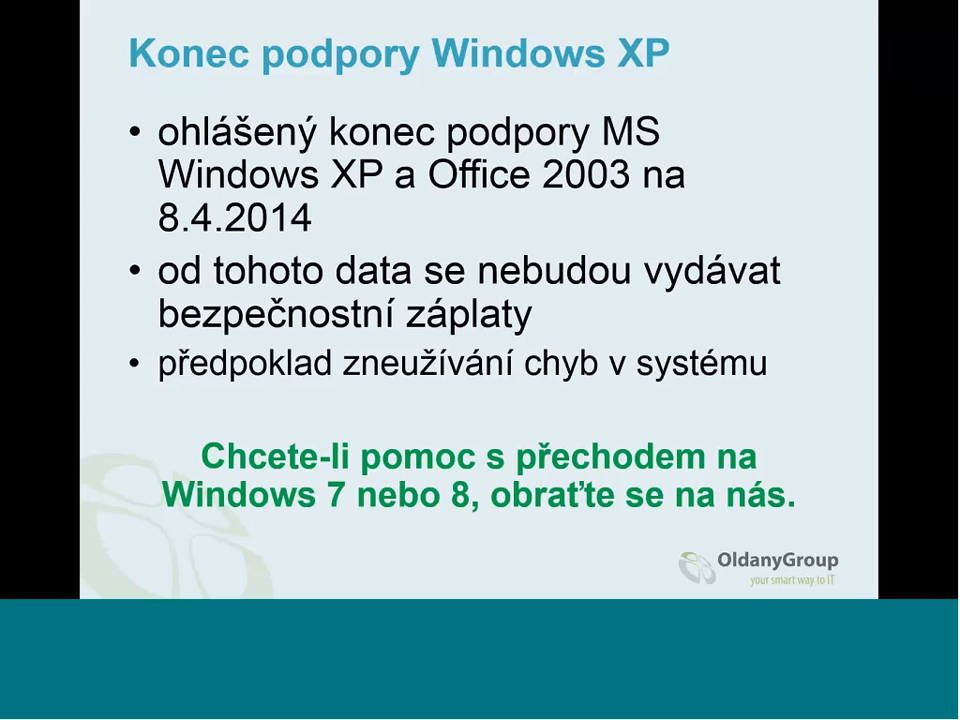 Konec podpory Windows XP
• ohlášený konec podpory MS
Windows XP a Office 2003 na
8.4.2014
• od tohoto data se nebudou vydávat
bezpečnostní záplaty
• předpoklad zneužívání chyb v systému
Chcete-li pomoc s přechodem na
Windows 7 nebo 8, obraťte se na nás.
OldanyGroup
your smart way to IT